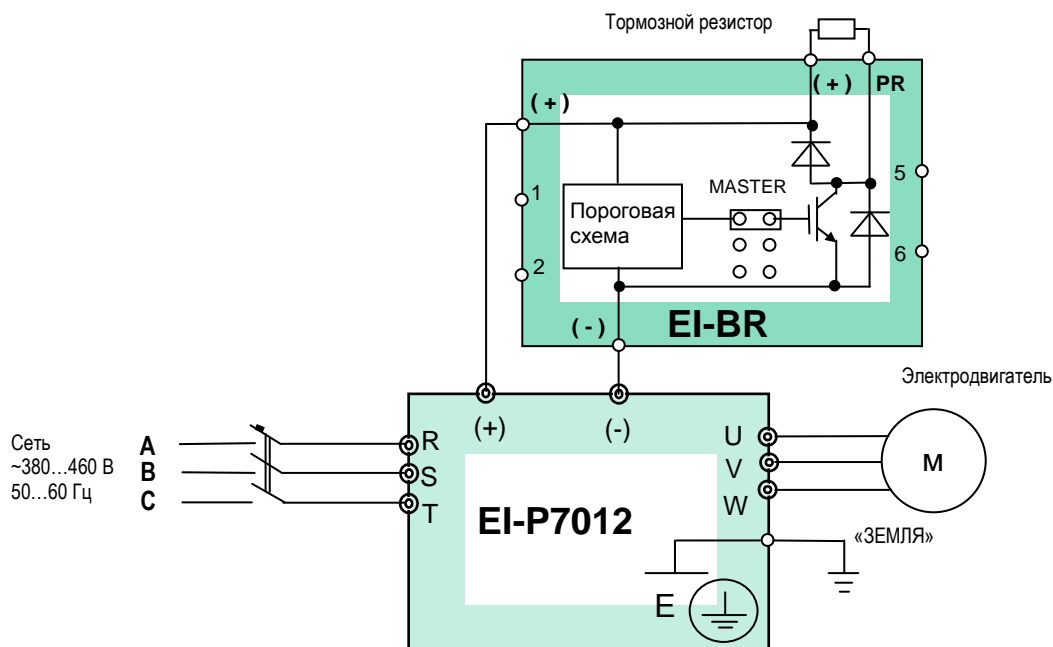 Тормозной резистор
( + ) PR
( + )
5
1
MASTER
Пороговая
схема
6
2
( - )
EI-BR
Электродвигатель
(+)
(-)
Сеть
~380...460 В
50...60 Гц
A
B
C
R
S
T
U
V
W
M
EI-P7012
«ЗЕМЛЯ»
E